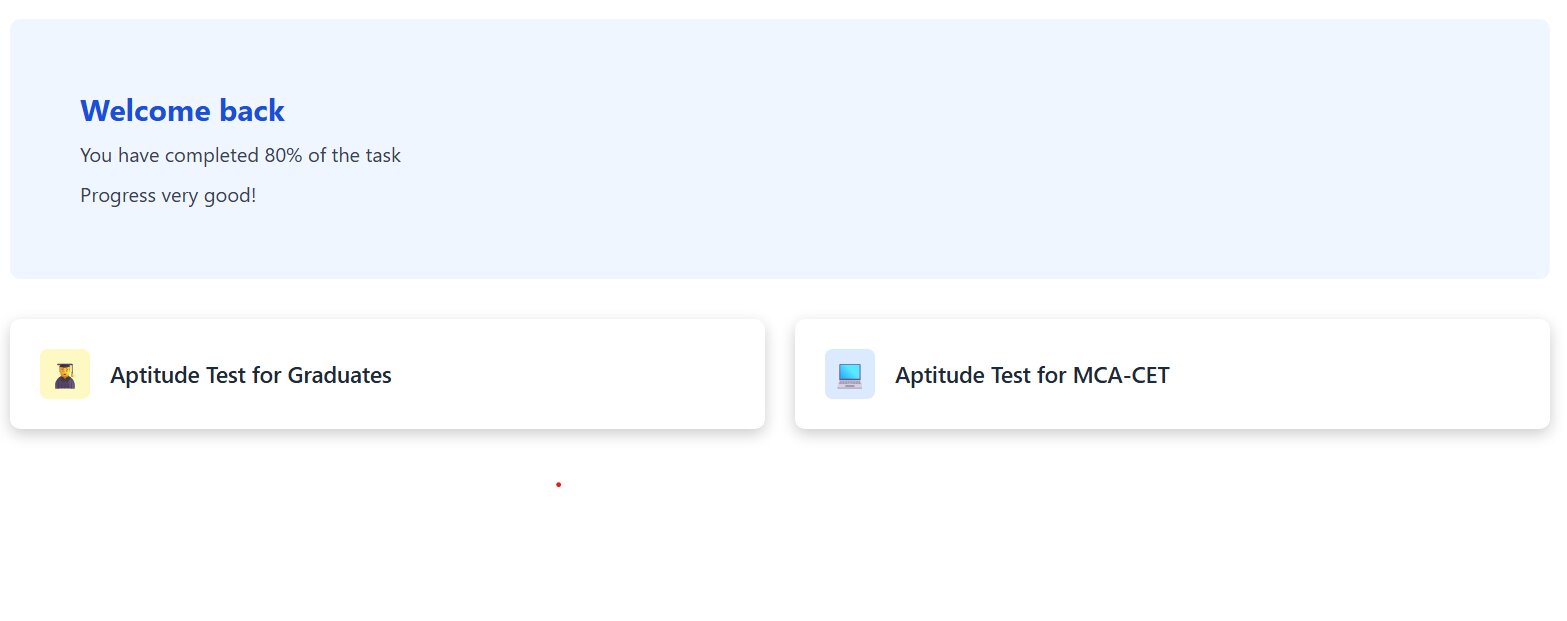 Welcome back
You have completed 80% of the task
Progress very good!
Aptitude Test for Graduates
Aptitude Test for MCA-CET